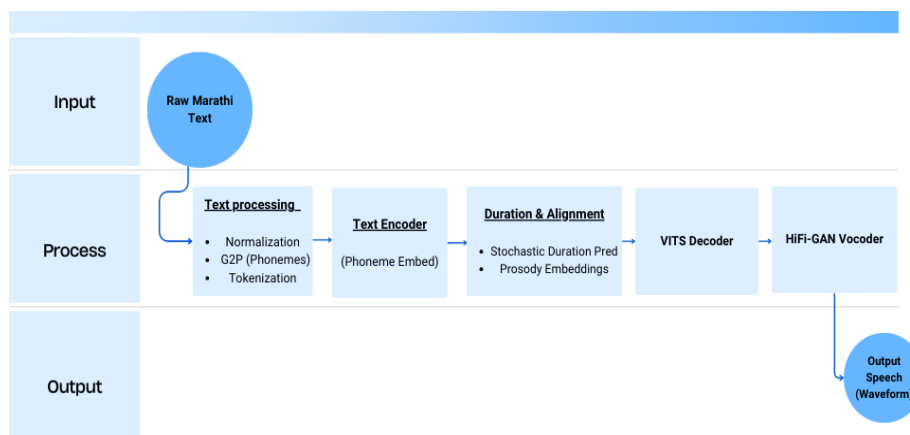 Input
Raw Marathi
Text
Process
Text processing
• Normalization
• G2P (Phonemes)
• Tokenization
Text Encoder
(Phoneme Embed)
Duration & Alignment
• Stochastic Duration Pred
• Prosody Embeddings
VITS Decoder
HiFi-GAN Vocoder
Output
Output
Speech
(Waveform)